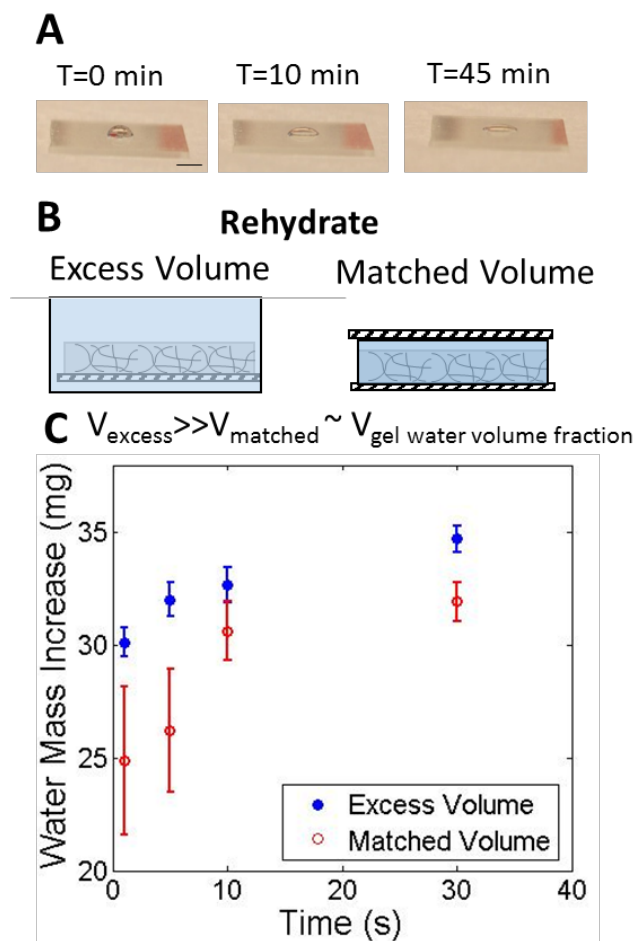 A
T=0 min T=10 min T=45 min
B Rehydrate
Excess Volume Matched Volume
C Vexcess>>Vmatched ~ Vgel water volume fraction
Water Mass Increase (mg)
35
30
25
20
Excess Volume
Matched Volume
0 10 20 30 40
Time (s)